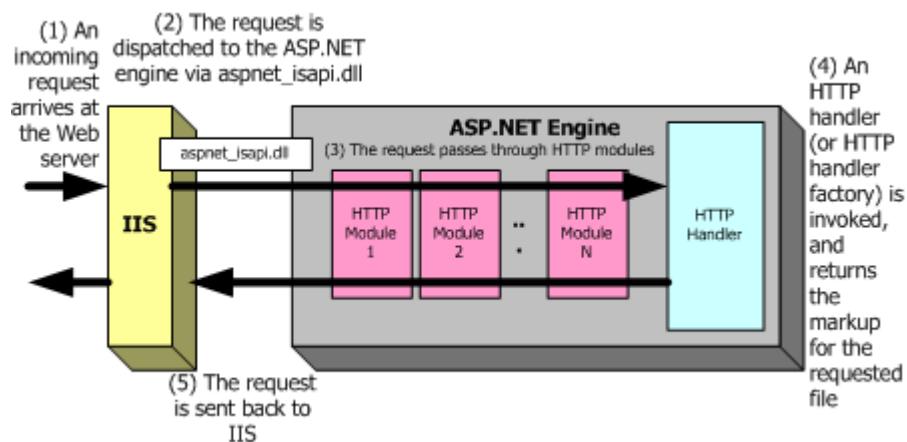 (1) An
incoming
request
arrives at
the Web
server
(2) The request is
dispatched to the ASP.NET
engine via aspnet_isapi.dll
IIS
aspnet_isapi.dll
ASP.NET Engine
(3) The request passes through HTTP modules
HTTP
Module
1
HTTP
Module
2
..
.
HTTP
Module
N
HTTP
Handler
(4) An
HTTP
handler
(or HTTP
handler
factory) is
invoked,
and
returns
the
markup
for the
requested
file
(5) The request
is sent back to
IIS